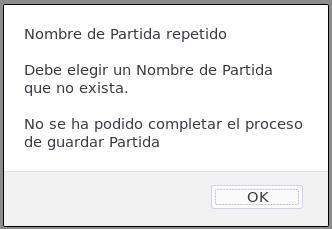 Nombre de Partida repetido
Debe elegir un Nombre de Partida
que no exista.
No se ha podido completar el proceso
de guardar Partida
OK